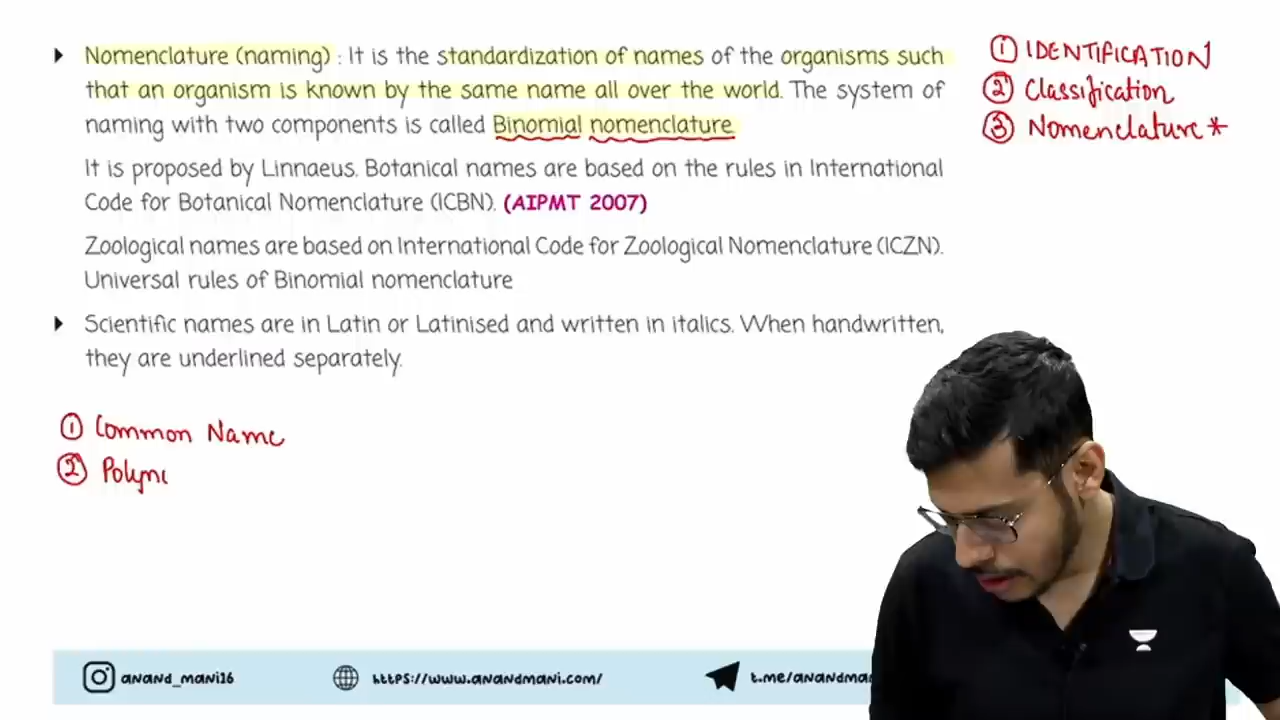 Nomenclature (naming) : It is the standardization of names of the organisms such
that an organism is known by the same name all over the world. The system of
naming with two components is called Binomial nomenclature.
It is proposed by Linnaeus. Botanical names are based on the rules in International
Code for Botanical Nomenclature (ICBN). (AIPMT 2007)
Zoological names are based on International Code for Zoological Nomenclature (ICZN).
Universal rules of Binomial nomenclature
Scientific names are in Latin or Latinised and written in italics. When handwritten,
they are underlined separately.
① IDENTIFICATION
② Classification
③ Nomenclature *
① Common Name
② Polyn
anand_mani16
https://www.anandmani.com/
t.me/anandma